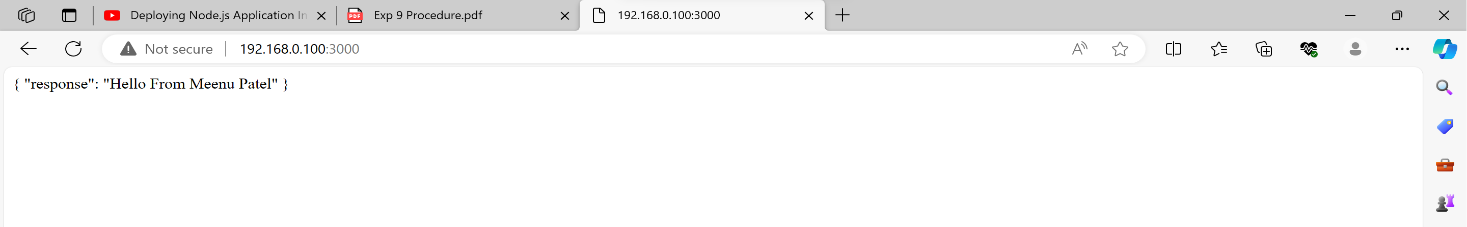 Deploying Node.js Application In
Exp 9 Procedure.pdf
192.168.0.100:3000
Not secure
192.168.0.100:3000
{ "response": "Hello From Meenu Patel" }